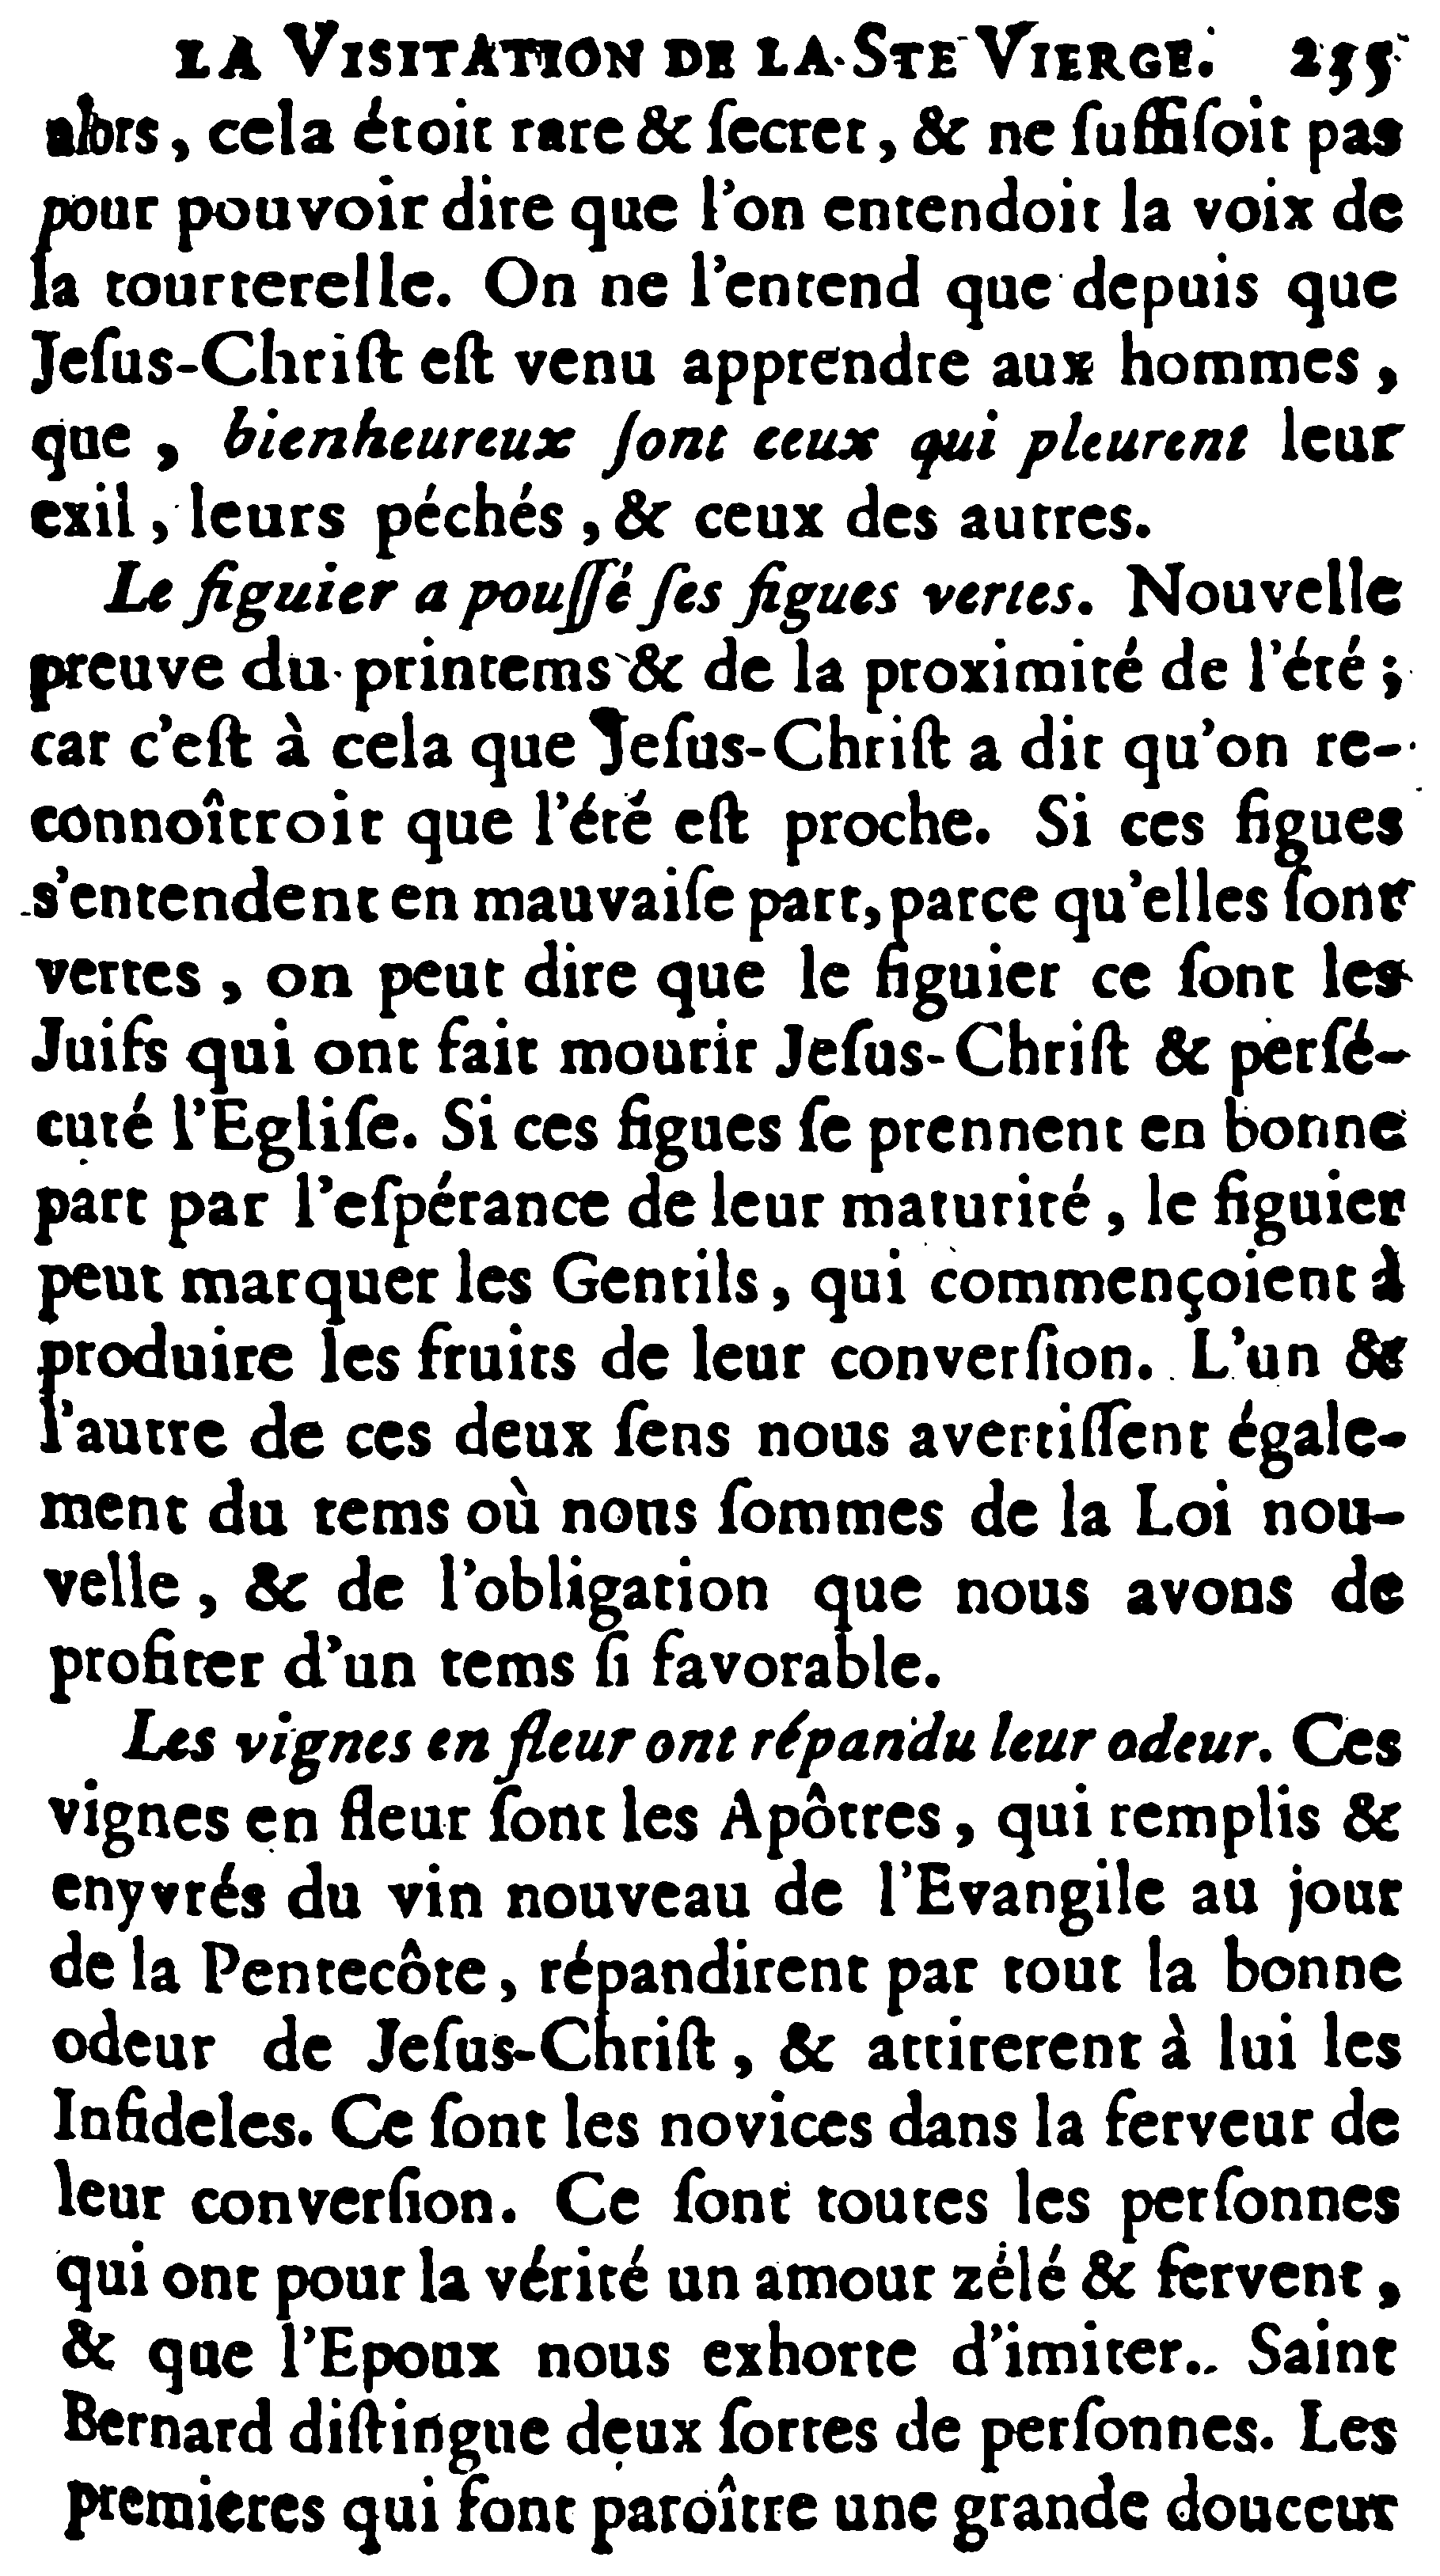 LA VISITATION DE LA STE VIERGE. 255
alors, cela étoit rare & ſecret, & ne ſuffiſoit pas
pour pouvoir dire que l'on entendoit la voix de
la tourterelle. On ne l'entend que depuis que
Jeſus-Chriſt eſt venu apprendre aux hommes,
que, bienheureux ſont ceux qui pleurent leur
exil, leurs péchés, & ceux des autres.
Le figuier a pouſſé ſes figues vertes. Nouvelle
preuve du printems & de la proximité de l'été;
car c'eſt à cela que Jeſus-Chriſt a dit qu'on re-
connoîtroit que l'été eſt proche. Si ces figues
s'entendent en mauvaiſe part, parce qu'elles ſont
vertes, on peut dire que le figuier ce ſont les
Juifs qui ont fait mourir Jeſus-Chriſt & perſé-
cuté l'Egliſe. Si ces figues ſe prennent en bonne
part par l'eſpérance de leur maturité, le figuier
peut marquer les Gentils, qui commençoient à
produire les fruits de leur converſion. L'un &
l'autre de ces deux ſens nous avertiſſent égale-
ment du tems où nous ſommes de la Loi nou-
velle, & de l'obligation que nous avons de
profiter d'un tems ſi favorable.
Les vignes en fleur ont répandu leur odeur. Ces
vignes en fleur ſont les Apôtres, qui remplis &
enyvrés du vin nouveau de l'Evangile au jour
de la Pentecôte, répandirent par tout la bonne
odeur de Jeſus-Chriſt, & attirerent à lui les
Infideles. Ce ſont les novices dans la ferveur de
leur converſion. Ce ſont toutes les perſonnes
qui ont pour la vérité un amour zélé & fervent,
& que l'Epoux nous exhorte d'imiter. Saint
Bernard diſtingue deux ſortes de perſonnes. Les
premieres qui font paroître une grande douceur